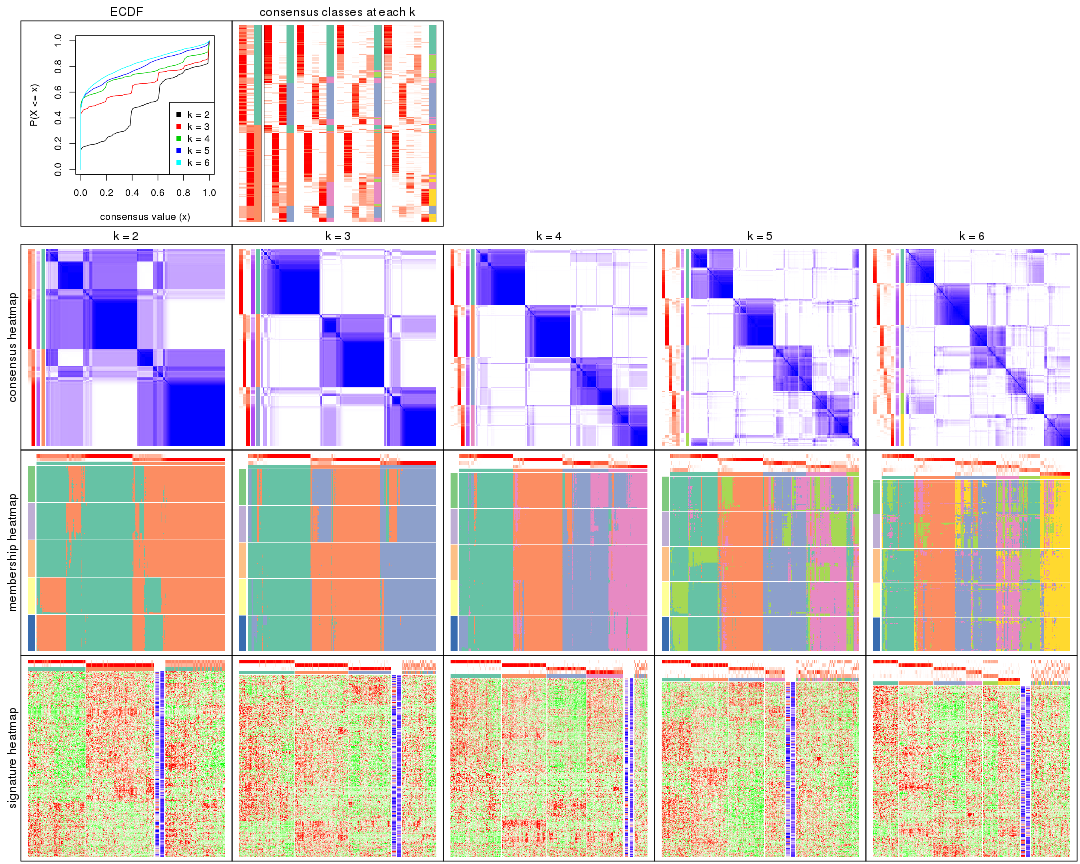 ECDF
consensus classes at each k
P(X <= x)
0.0 0.2 0.4 0.6 0.8 1.0
k = 2
k = 3
k = 4
k = 5
k = 6
0.0 0.2 0.4 0.6 0.8 1.0
consensus value (x)
k = 2
k = 3
k = 4
k = 5
k = 6
consensus heatmap
membership heatmap
signature heatmap